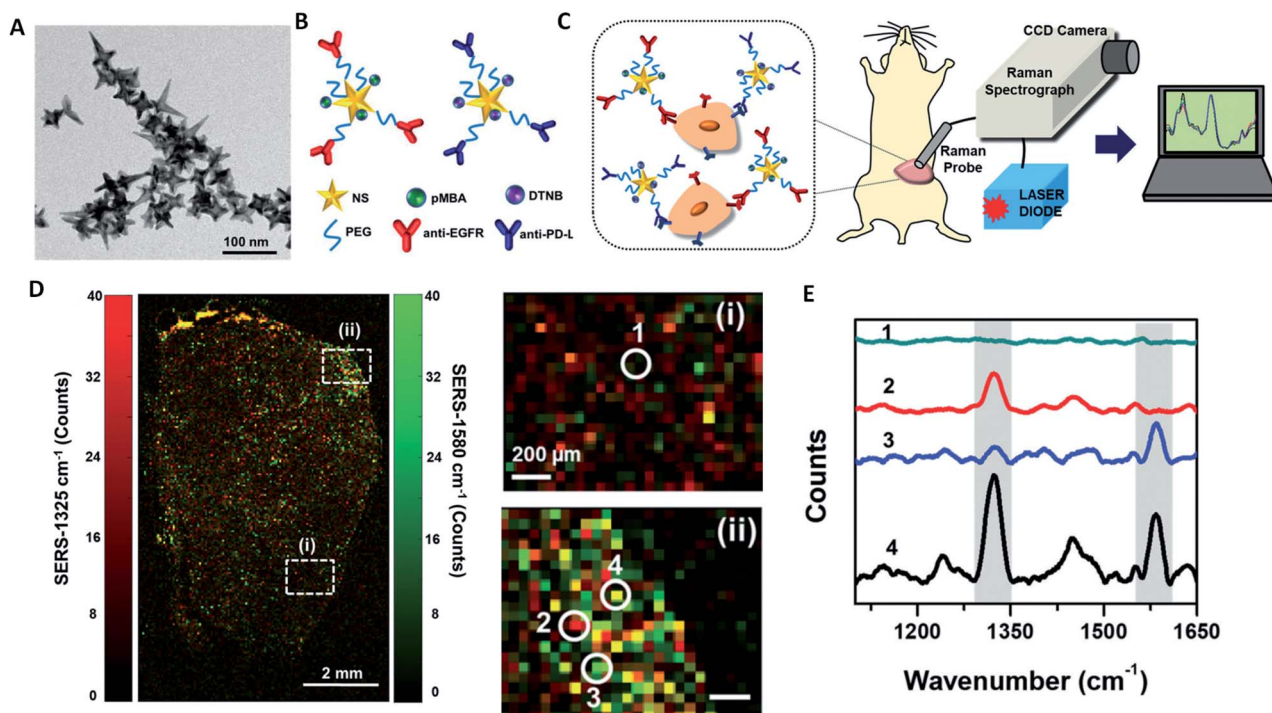 A
100 nm
B
NS
pMBA
DTNB
PEG
anti-EGFR
anti-PD-L
C
CCD Camera
Raman
Spectrograph
Raman
Probe
LASER
DIODE
D
SERS-1325 cm⁻¹ (Counts)
40
32
24
16
8
0
(ii)
(i)
2 mm
40
32
24
16
8
0
SERS-1580 cm⁻¹ (Counts)
(i)
1
200 µm
(ii)
4
2
3
E
Counts
1
2
3
4
1200
1350
1500
1650
Wavenumber (cm⁻¹)